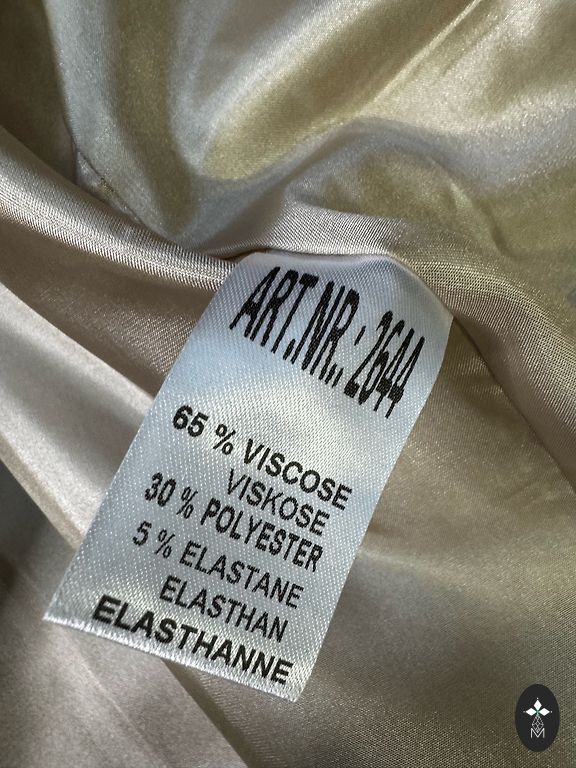 ART.NR.: 2644
65 % VISCOSE
VISKOSE
30 % POLYESTER
5 % ELASTANE
ELASTHAN
ELASTHANNE
M